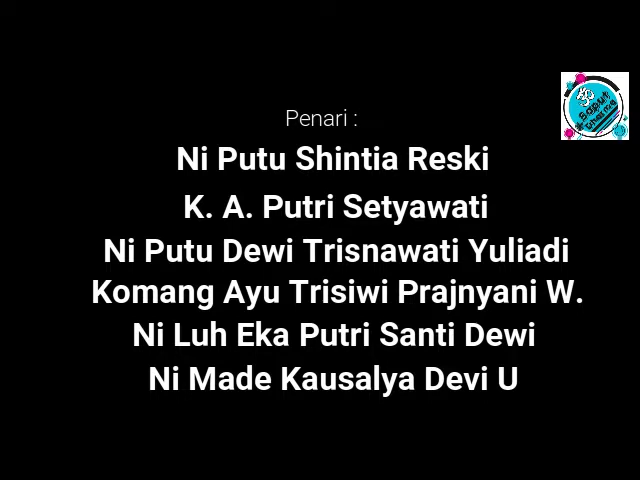 Penari :
Ni Putu Shintia Reski
K. A. Putri Setyawati
Ni Putu Dewi Trisnawati Yuliadi
Komang Ayu Trisiwi Prajnyani W.
Ni Luh Eka Putri Santi Dewi
Ni Made Kausalya Devi U